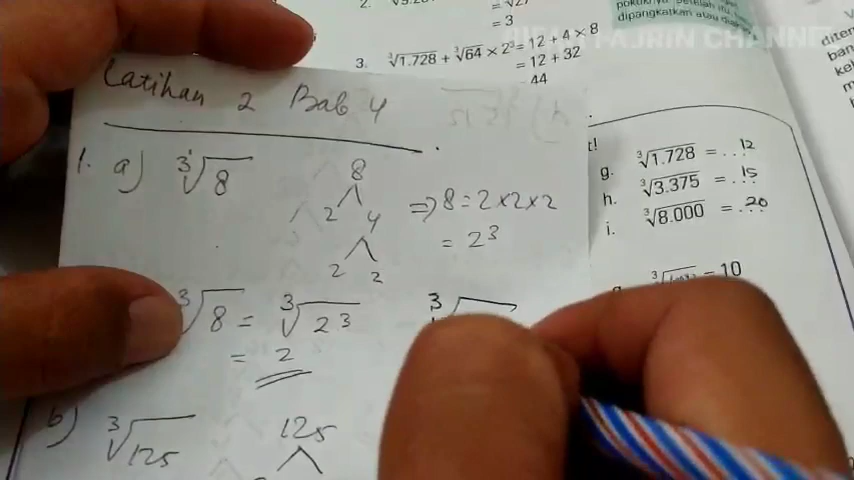 = 3
3. ∛1.728 + ∛64 × 2³ = 12 + 4 × 8
= 12 + 32
44
dipangkatkan atau
FAJRIN CHANNEL
Latihan 2 Bab 4
1. a) ∛8
8
2 4
2 2
⇒ 8 = 2×2×2
= 2³
∛8 = ∛2³
= 2
b) ∛125
125
t!
g. ∛1.728 = ...12
h. ∛3.375 = ...15
i. ∛8.000 = ...20
= 10